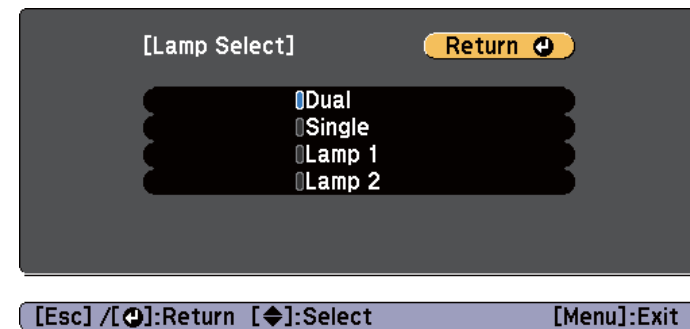 [Lamp Select]
Return
Dual
Single
Lamp 1
Lamp 2
[Esc] /[⏎]:Return [◆]:Select [Menu]:Exit